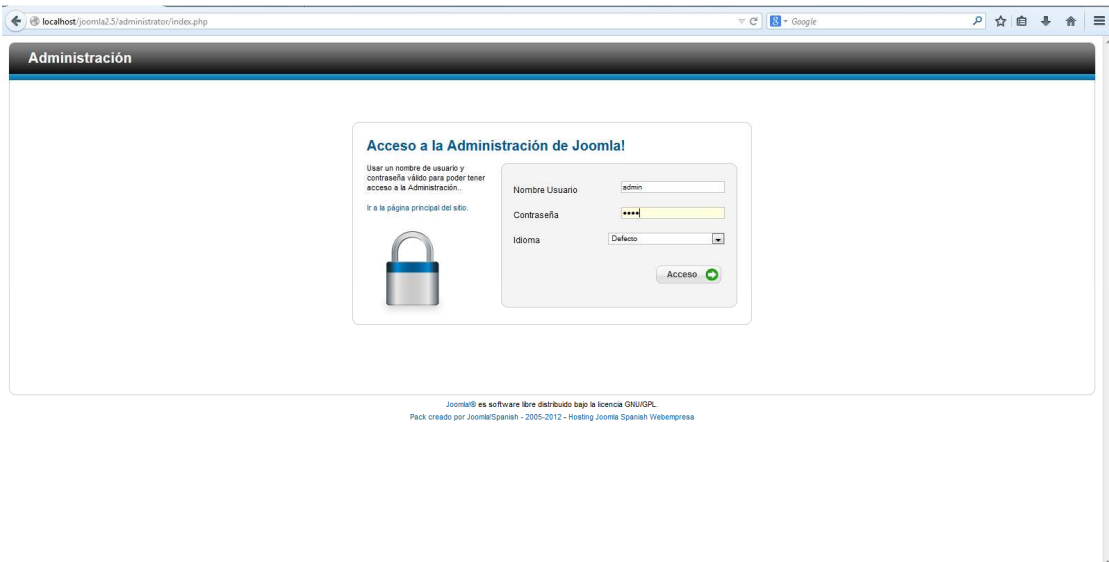 localhost/joomla2.5/administrator/index.php
Google
Administración
Acceso a la Administración de Joomla!
Usar un nombre de usuario y
contraseña válido para poder tener
acceso a la Administración..
Ir a la página principal del sitio.
Nombre Usuario
admin
Contraseña
••••
Idioma
Defecto
Acceso
Joomla!® es software libre distribuido bajo la licencia GNU/GPL.
Pack creado por Joomla!Spanish - 2005-2012 - Hosting Joomla Spanish Webempresa